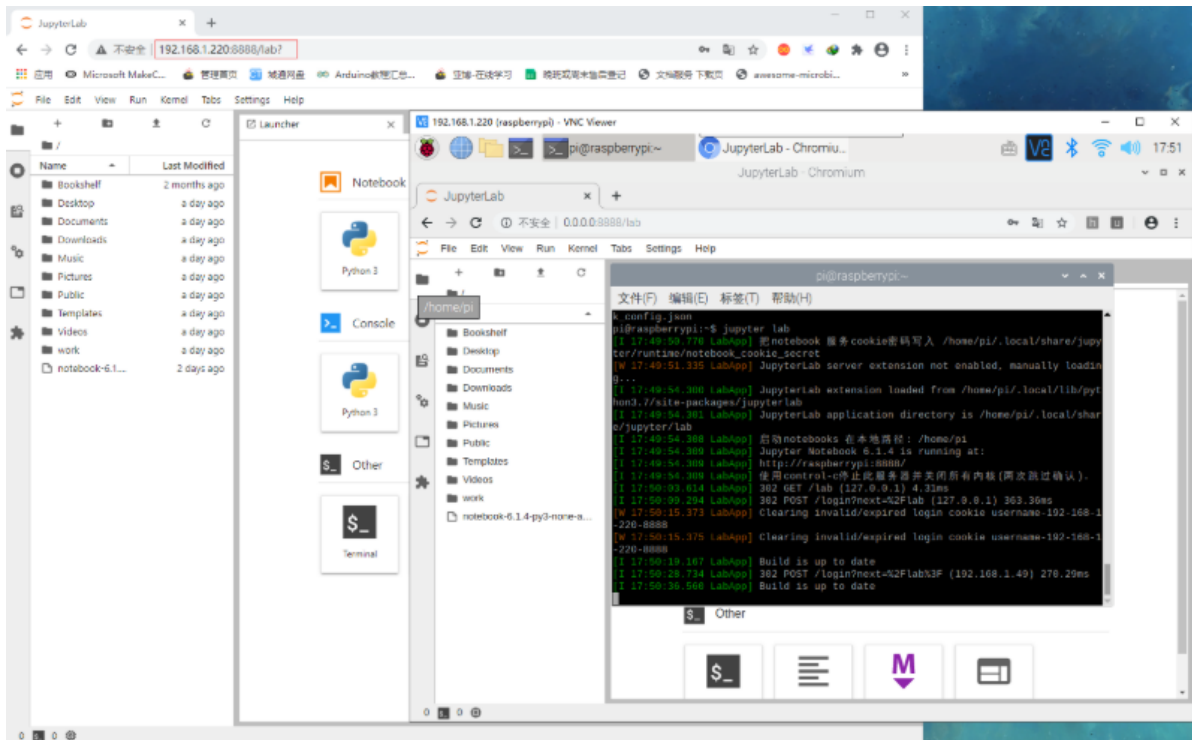 JupyterLab
不安全 192.168.1.220:8888/lab?
应用 Microsoft MakeC... 管理首页 城通网盘 Arduino教程汇总... 亚博-在线学习 文档服务下载页 awesome-microbi...
File Edit View Run Kernel Tabs Settings Help
Launcher
/
Name Last Modified
Bookshelf 2 months ago
Desktop a day ago
Documents a day ago
Downloads a day ago
Music a day ago
Pictures a day ago
Public a day ago
Templates a day ago
Videos a day ago
work a day ago
notebook-6.1.... 2 days ago
Notebook
Python 3
Console
Python 3
Other
$_
Terminal
0 0
192.168.1.220 (raspberrypi) - VNC Viewer
pi@raspberrypi:~ JupyterLab - Chromiu... 17:51
JupyterLab - Chromium
JupyterLab
不安全 0.0.0.0:8888/lab
File Edit View Run Kernel Tabs Settings Help
/
/home/pi
Bookshelf
Desktop
Documents
Downloads
Music
Pictures
Public
Templates
Videos
work
notebook-6.1.4-py3-none-a...
pi@raspberrypi:~
文件(F) 编辑(E) 标签(T) 帮助(H)
k_config.json
pi@raspberrypi:~$ jupyter lab
[I 17:49:50.770 LabApp] 把notebook 服务cookie密码写入 /home/pi/.local/share/jupy
ter/runtime/notebook_cookie_secret
[W 17:49:51.335 LabApp] JupyterLab server extension not enabled, manually loadin
g...
[I 17:49:54.300 LabApp] JupyterLab extension loaded from /home/pi/.local/lib/pyt
hon3.7/site-packages/jupyterlab
[I 17:49:54.301 LabApp] JupyterLab application directory is /home/pi/.local/shar
e/jupyter/lab
[I 17:49:54.308 LabApp] 启动notebooks 在本地路径: /home/pi
[I 17:49:54.309 LabApp] Jupyter Notebook 6.1.4 is running at:
[I 17:49:54.309 LabApp] http://raspberrypi:8888/
[I 17:49:54.309 LabApp] 使用control-c停止此服务器并关闭所有内核(两次跳过确认).
[I 17:50:03.614 LabApp] 302 GET /lab (127.0.0.1) 4.31ms
[I 17:50:09.294 LabApp] 302 POST /login?next=%2Flab (127.0.0.1) 363.36ms
[W 17:50:15.373 LabApp] Clearing invalid/expired login cookie username-192-168-1
-220-8888
[W 17:50:15.375 LabApp] Clearing invalid/expired login cookie username-192-168-1
-220-8888
[I 17:50:19.167 LabApp] Build is up to date
[I 17:50:28.734 LabApp] 302 POST /login?next=%2Flab%3F (192.168.1.49) 270.29ms
[I 17:50:36.560 LabApp] Build is up to date
Other
$_
0 0